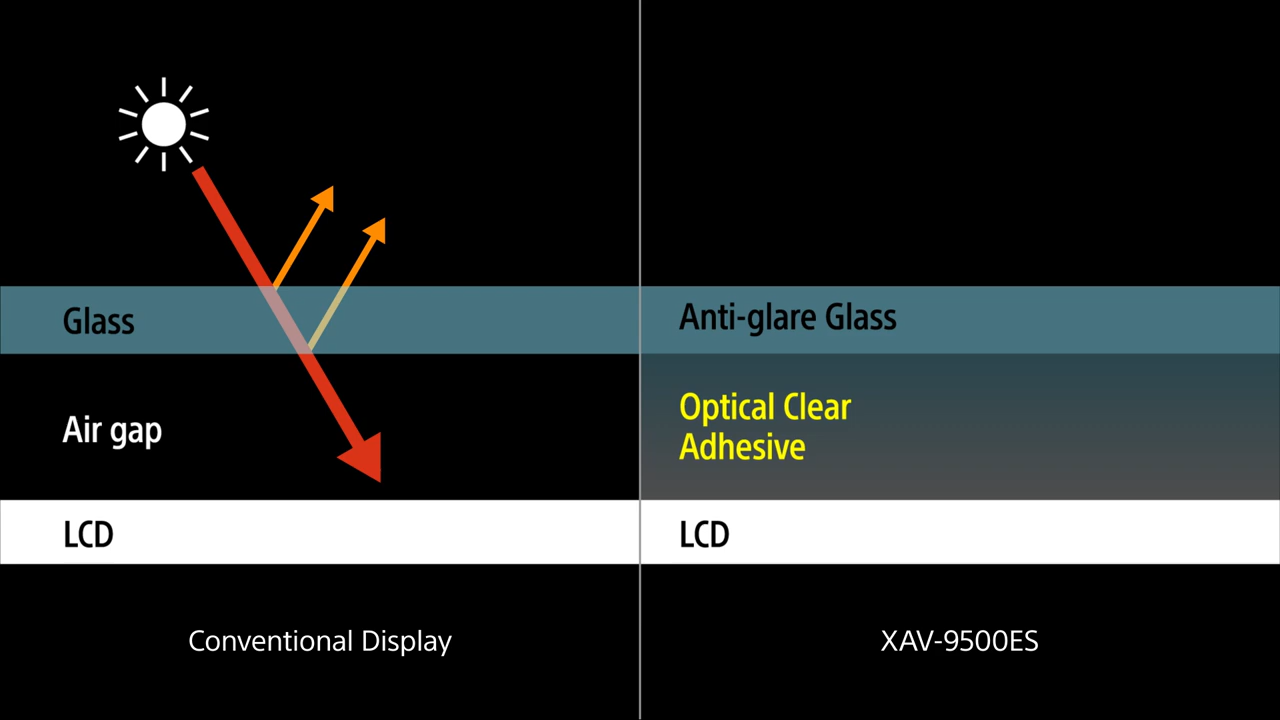 Glass
Air gap
LCD
Conventional Display
Anti-glare Glass
Optical Clear
Adhesive
LCD
XAV-9500ES